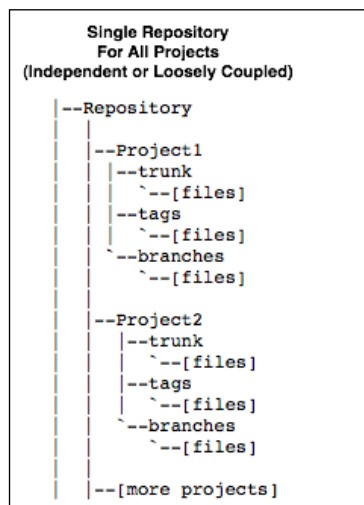 Single Repository
For All Projects
(Independent or Loosely Coupled)
|--Repository
| |
| |--Project1
| | |--trunk
| | | `--[files]
| | |--tags
| | | `--[files]
| | `--branches
| | `--[files]
| |
| |--Project2
| | |--trunk
| | | `--[files]
| | |--tags
| | | `--[files]
| | `--branches
| | `--[files]
| |
| |--[more projects]